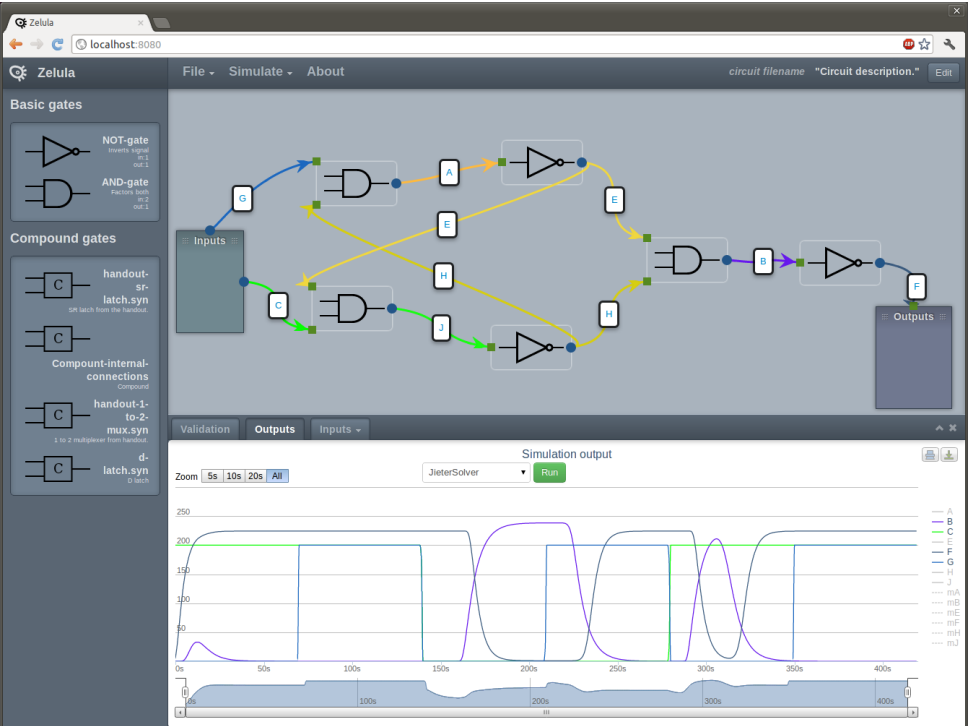 Zelula
localhost:8080
Zelula
File
Simulate
About
circuit filename
"Circuit description."
Edit
Basic gates
NOT-gate
Inverts signal
in:1
out:1
AND-gate
Factors both
in:2
out:1
Compound gates
C
handout-
sr-
latch.syn
SR latch from the handout.
C
Compount-internal-
connections
Compound
C
handout-1-
to-2-
mux.syn
1 to 2 multiplexer from handout.
C
d-
latch.syn
D latch
A
G
E
E
Inputs
B
H
F
C
H
J
Outputs
Validation
Outputs
Inputs
Simulation output
Zoom
5s
10s
20s
All
JieterSolver
Run
250
200
150
100
50
0s
50s
100s
150s
200s
250s
300s
350s
400s
A
B
C
E
F
G
H
J
mA
mB
mE
mF
mH
mJ
0s
100s
200s
300s
400s